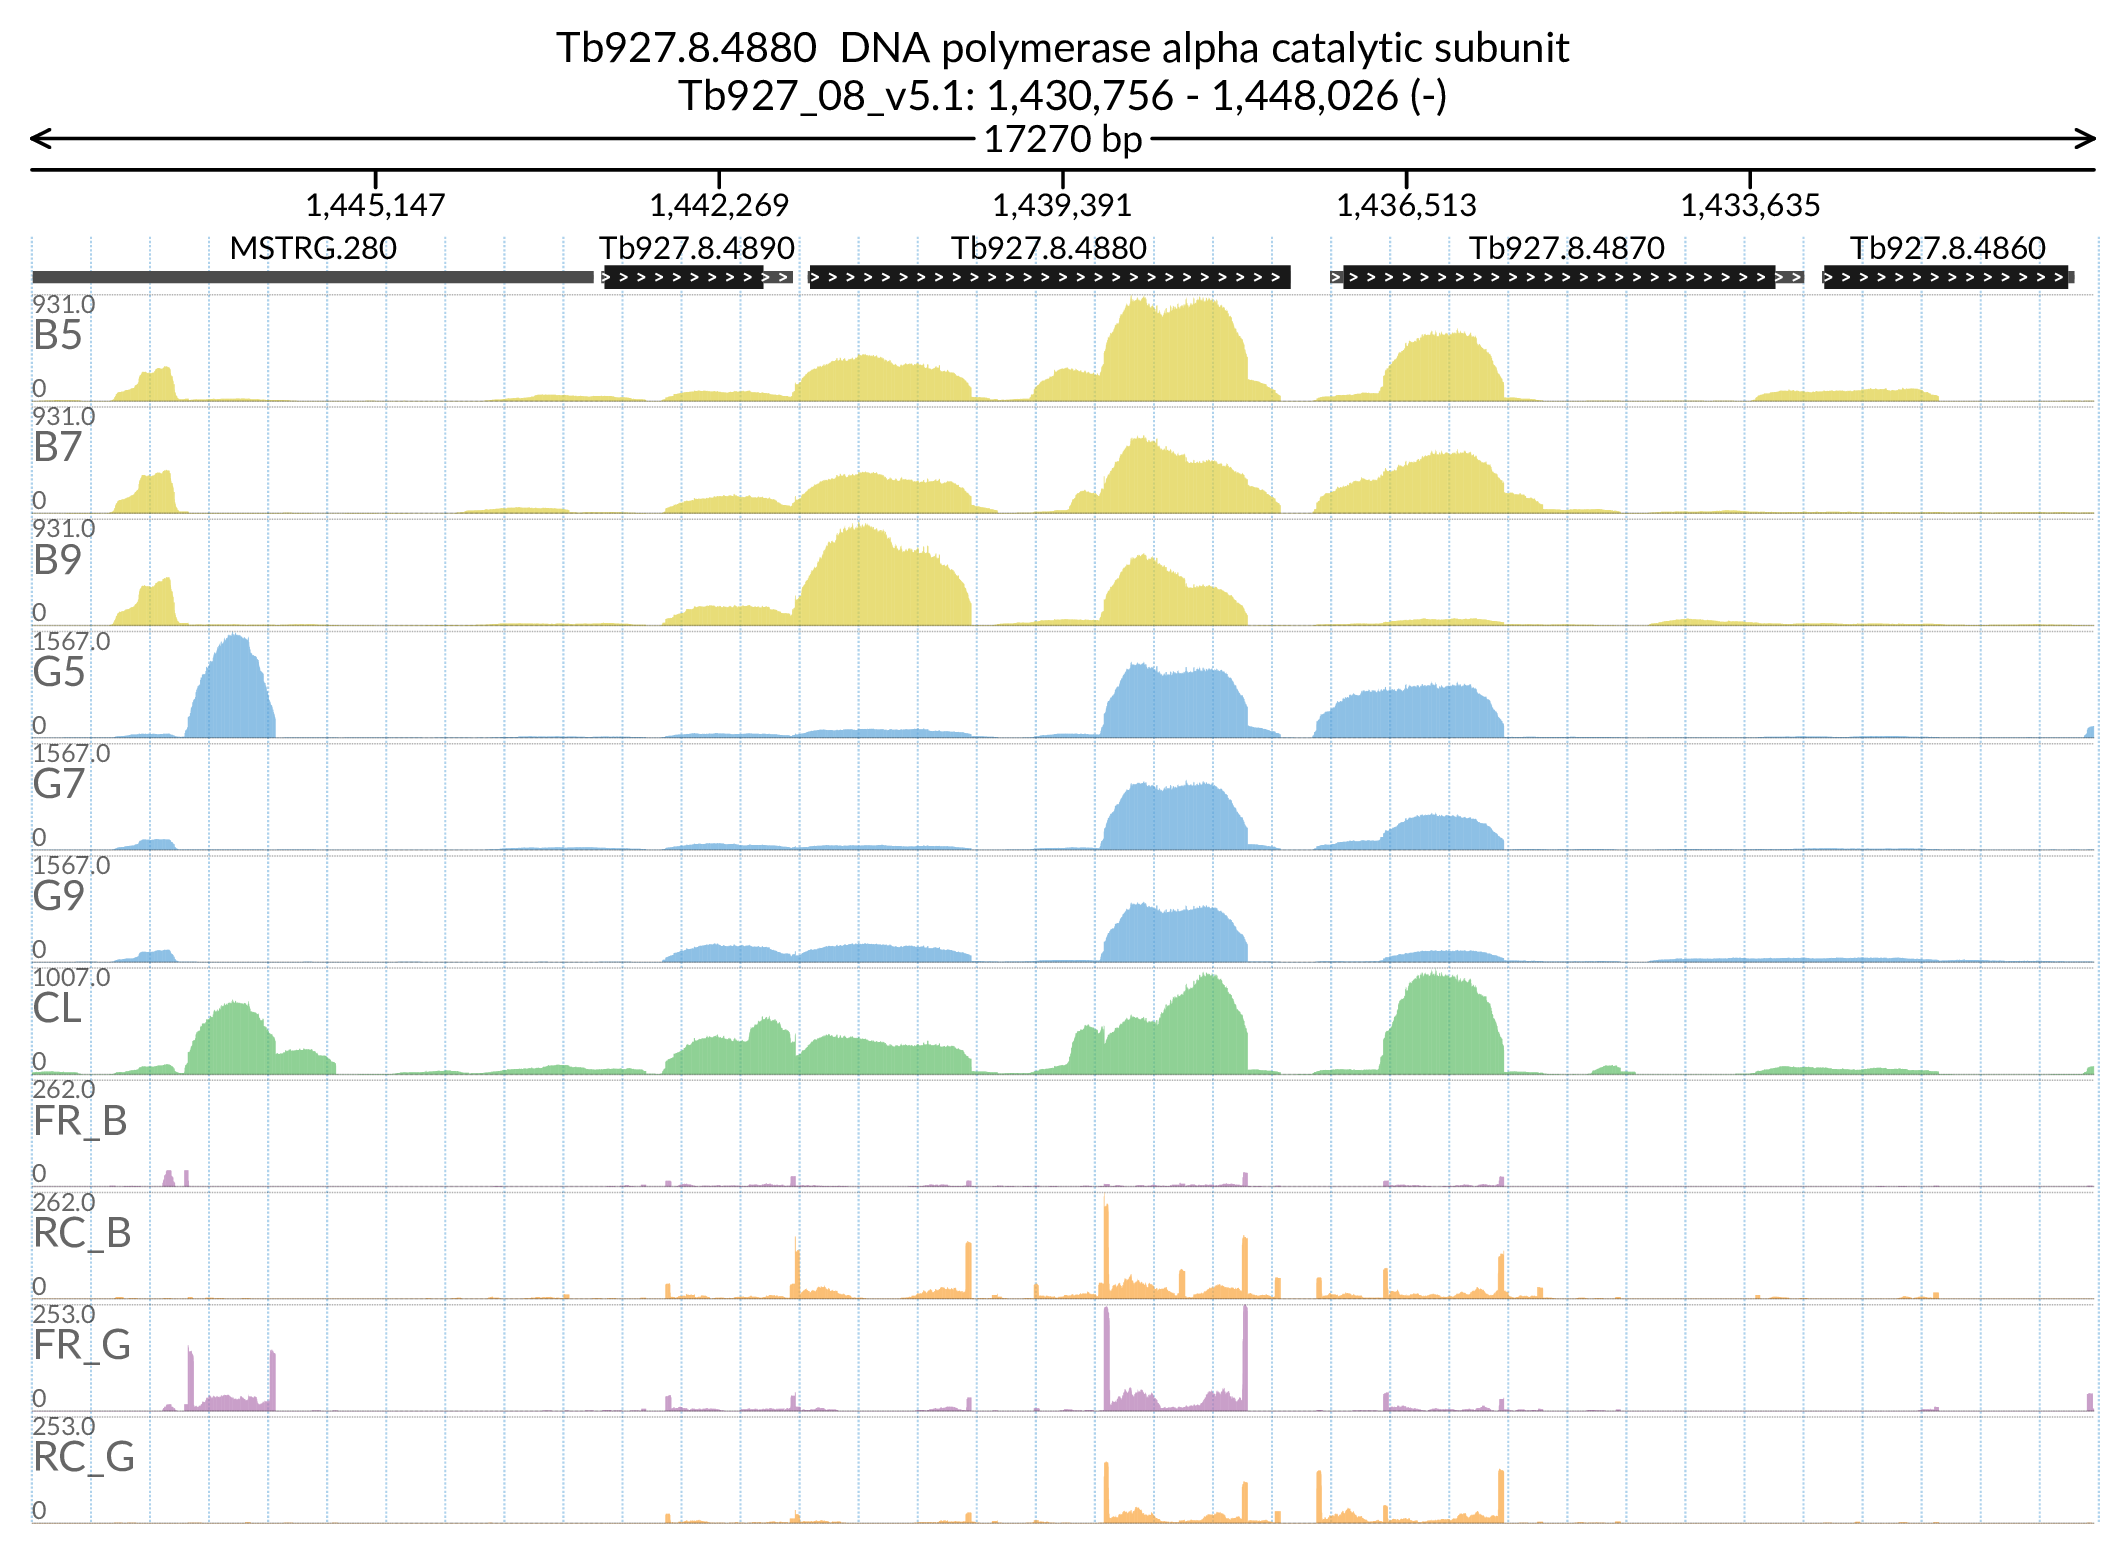 Tb927.8.4880  DNA polymerase alpha catalytic subunit
Tb927_08_v5.1: 1,430,756 - 1,448,026 (-)
17270 bp
1,445,147 1,442,269 1,439,391 1,436,513 1,433,635
MSTRG.280 Tb927.8.4890 Tb927.8.4880 Tb927.8.4870 Tb927.8.4860
931.0
B5
0
931.0
B7
0
931.0
B9
0
1567.0
G5
0
1567.0
G7
0
1567.0
G9
0
1007.0
CL
0
262.0
FR_B
0
262.0
RC_B
0
253.0
FR_G
0
253.0
RC_G
0